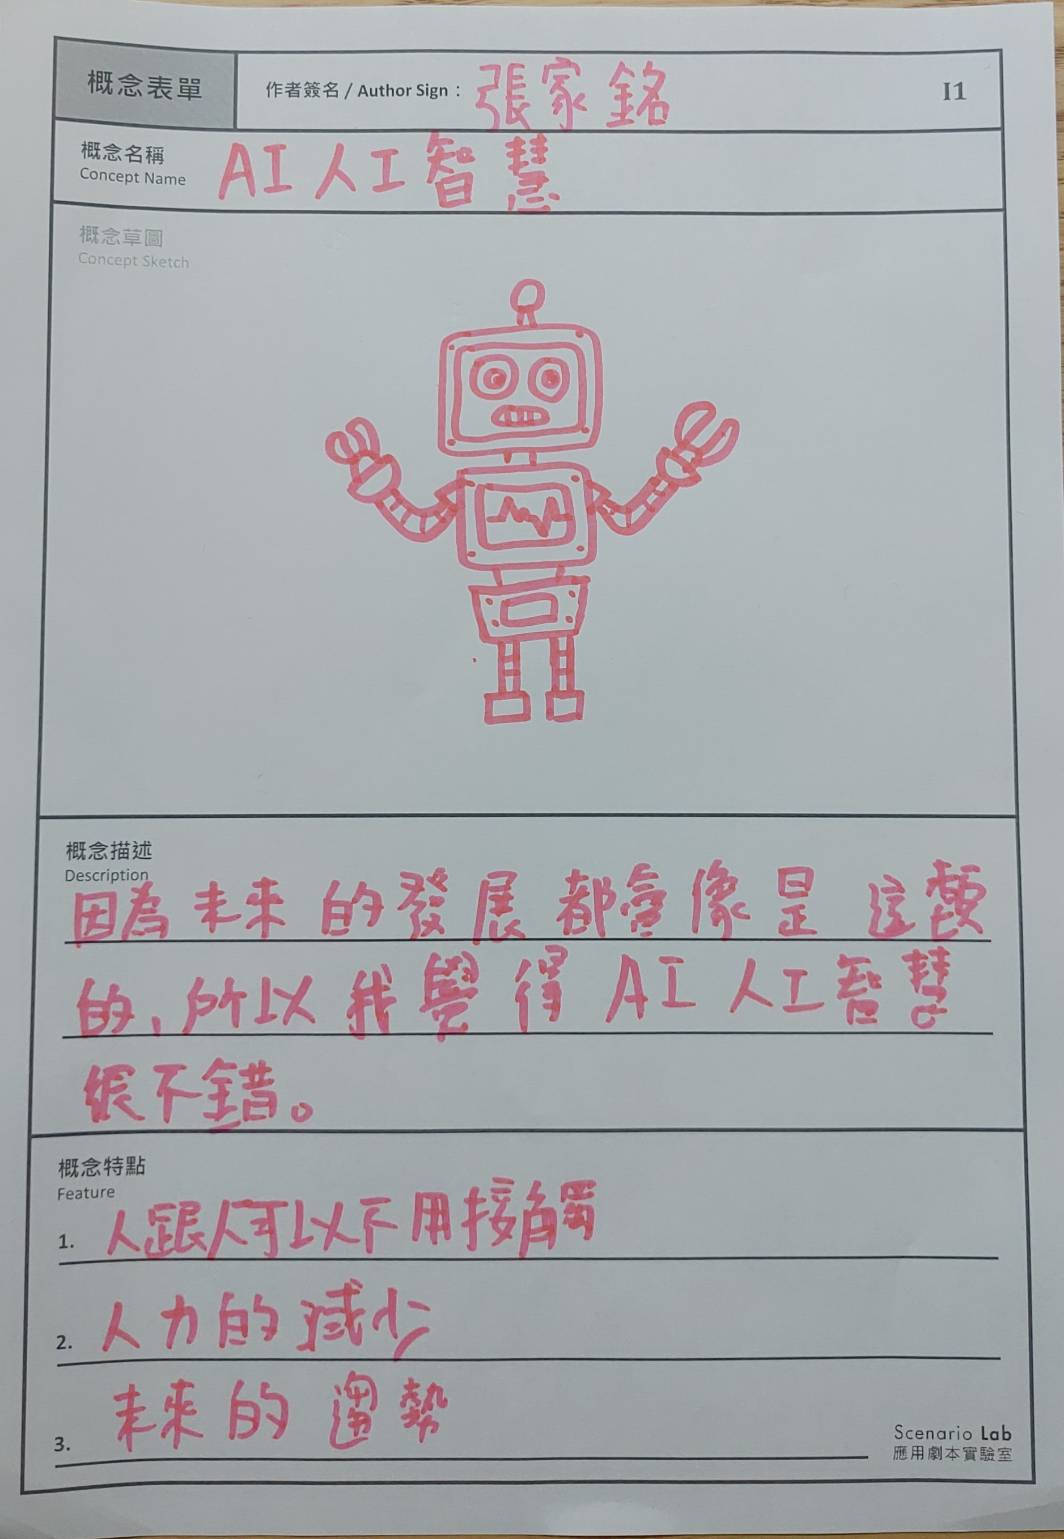 概念表單
作者簽名 / Author Sign：張家銘
I1
概念名稱
Concept Name
AI人工智慧
概念草圖
Concept Sketch
概念描述
Description
因為未來的發展都會像是這類
的，所以我覺得AI人工智慧
很不錯。
概念特點
Feature
1. 人跟人可以不用接觸
2. 人力的減少
3. 未來的趨勢
Scenario Lab
應用劇本實驗室